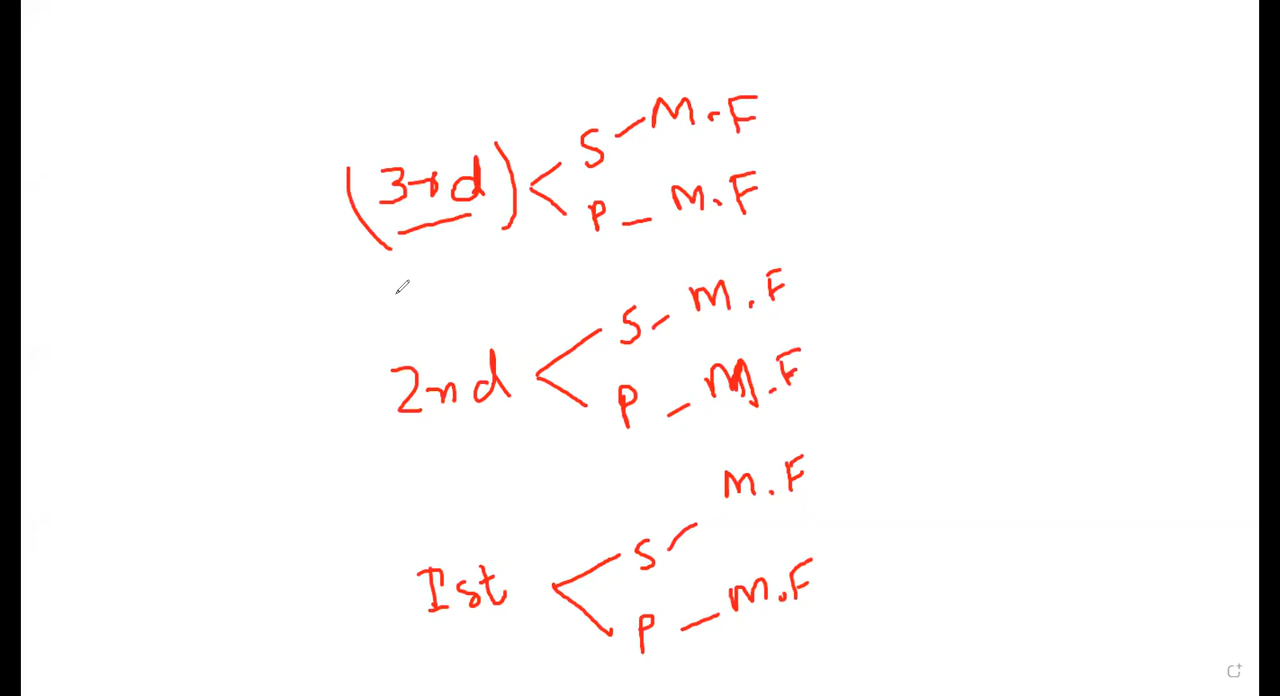 S - M.F
(3rd) <
P - M.F
S - M.F
2nd <
P - M.F
M.F
S -
Ist <
P - M.F